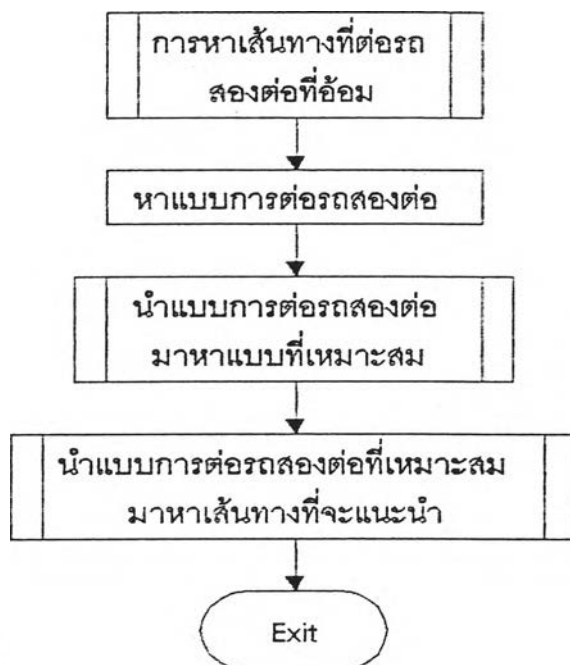 การหาเส้นทางที่ต่อรถ
สองต่อที่อ้อม
หาแบบการต่อรถสองต่อ
นำแบบการต่อรถสองต่อ
มาหาแบบที่เหมาะสม
นำแบบการต่อรถสองต่อที่เหมาะสม
มาหาเส้นทางที่จะแนะนำ
Exit